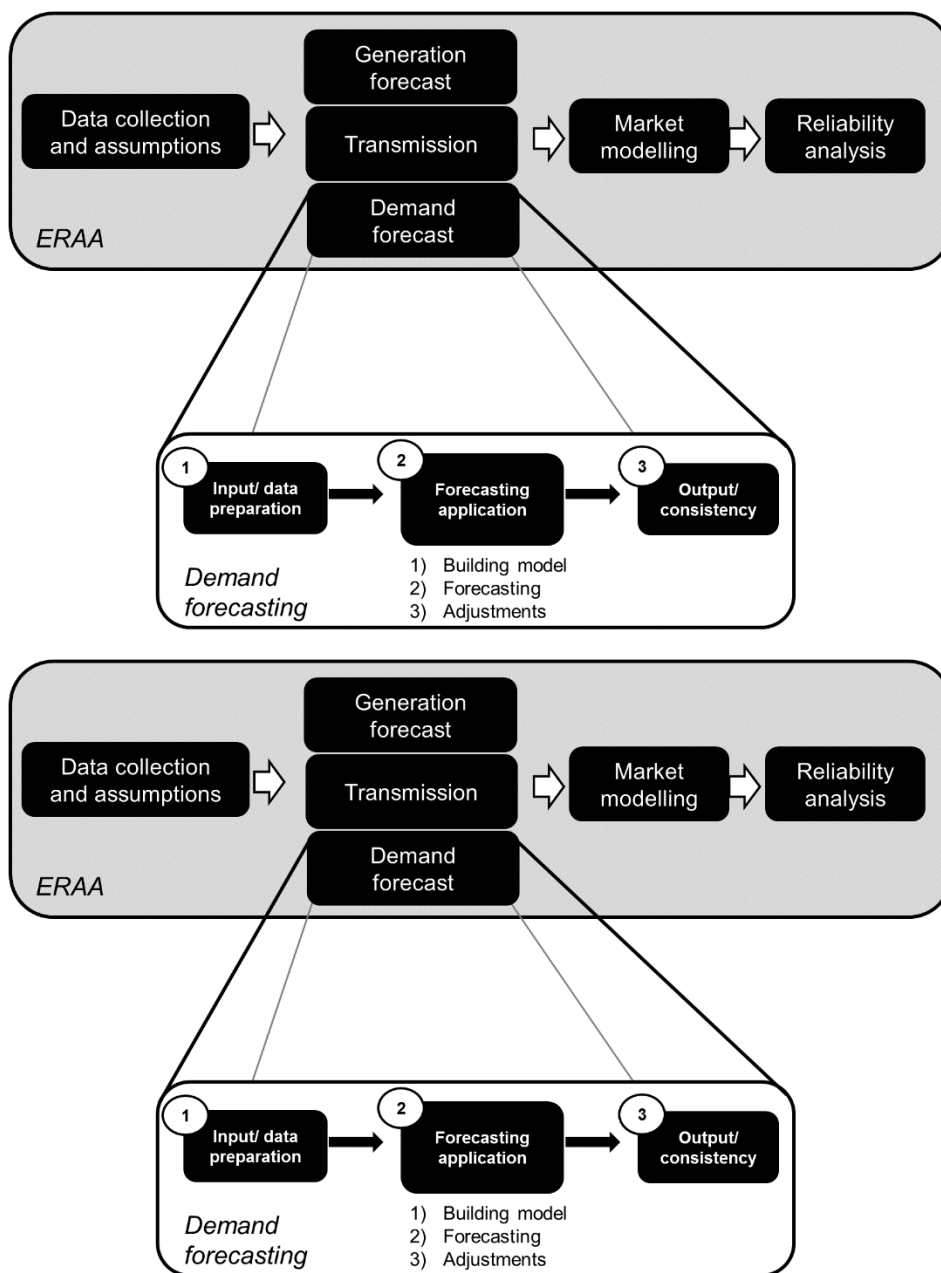 Generation
forecast
Data collection
and assumptions
Transmission
Market
modelling
Reliability
analysis
Demand
forecast
ERAA
1
Input/ data
preparation
2
Forecasting
application
3
Output/
consistency
Demand
forecasting
1) Building model
2) Forecasting
3) Adjustments
Generation
forecast
Data collection
and assumptions
Transmission
Market
modelling
Reliability
analysis
Demand
forecast
ERAA
1
Input/ data
preparation
2
Forecasting
application
3
Output/
consistency
Demand
forecasting
1) Building model
2) Forecasting
3) Adjustments